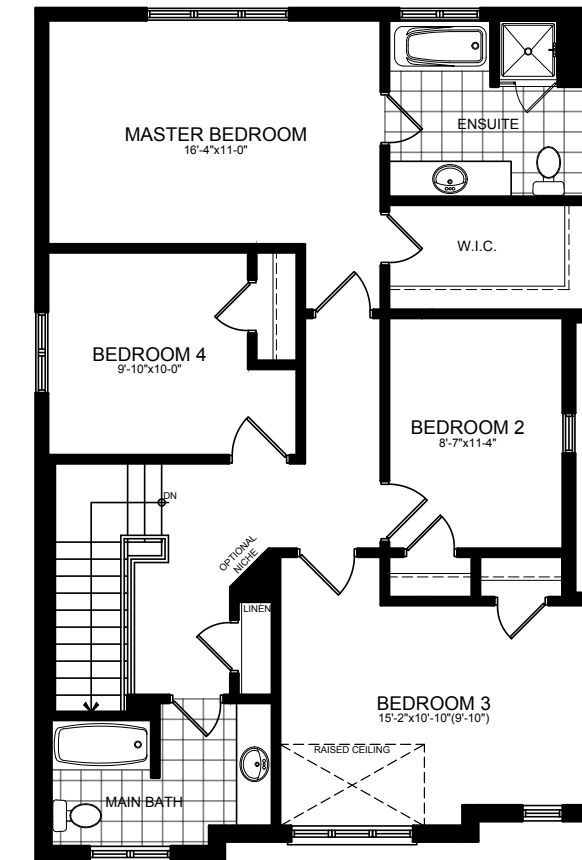 MASTER BEDROOM
16'-4"x11-0"
ENSUITE
W.I.C.
BEDROOM 4
9'-10"x10-0"
BEDROOM 2
8'-7"x11-4"
DN
OPTIONAL
NICHE
LINEN
BEDROOM 3
15'-2"x10'-10"(9'-10")
RAISED CEILING
MAIN BATH